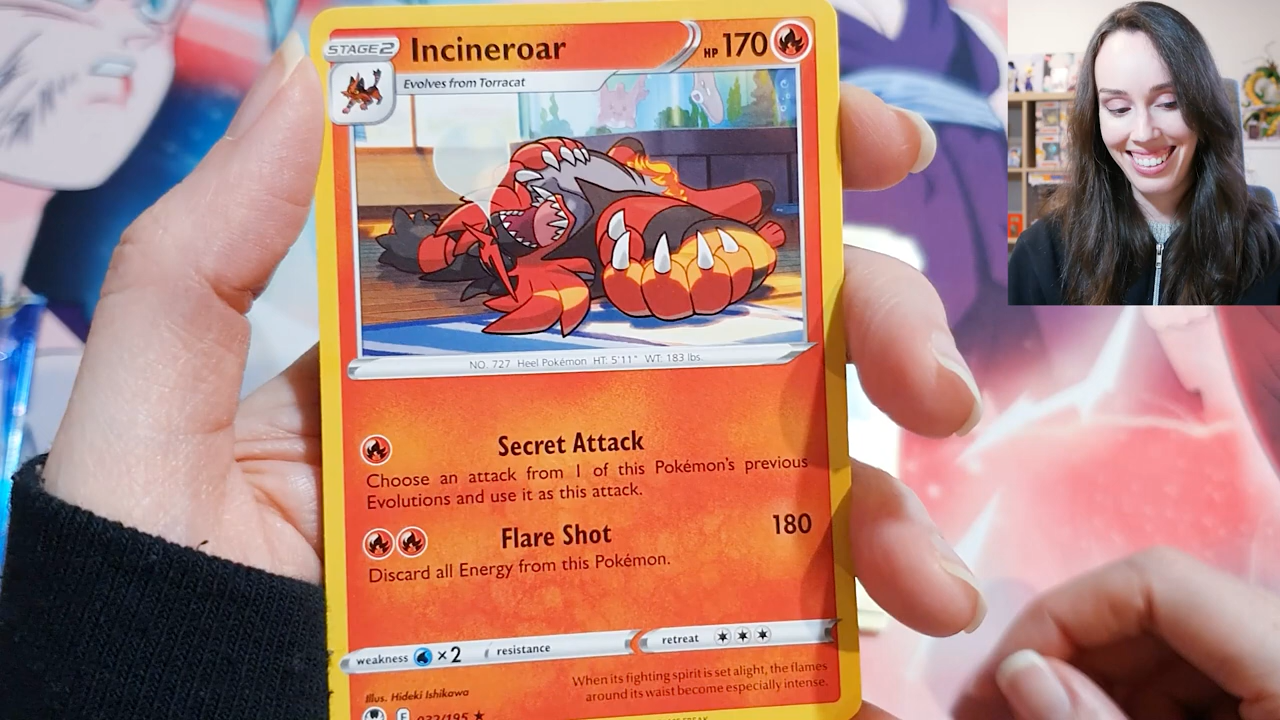 STAGE2
Incineroar
HP 170
Evolves from Torracat
NO. 727 Heel Pokémon HT: 5'11" WT: 183 lbs.
Secret Attack
Choose an attack from 1 of this Pokémon's previous
Evolutions and use it as this attack.
Flare Shot 180
Discard all Energy from this Pokémon.
weakness ×2 resistance retreat
Illus. Hideki Ishikawa
When its fighting spirit is set alight, the flames
around its waist become especially intense.
F 032/195 ★